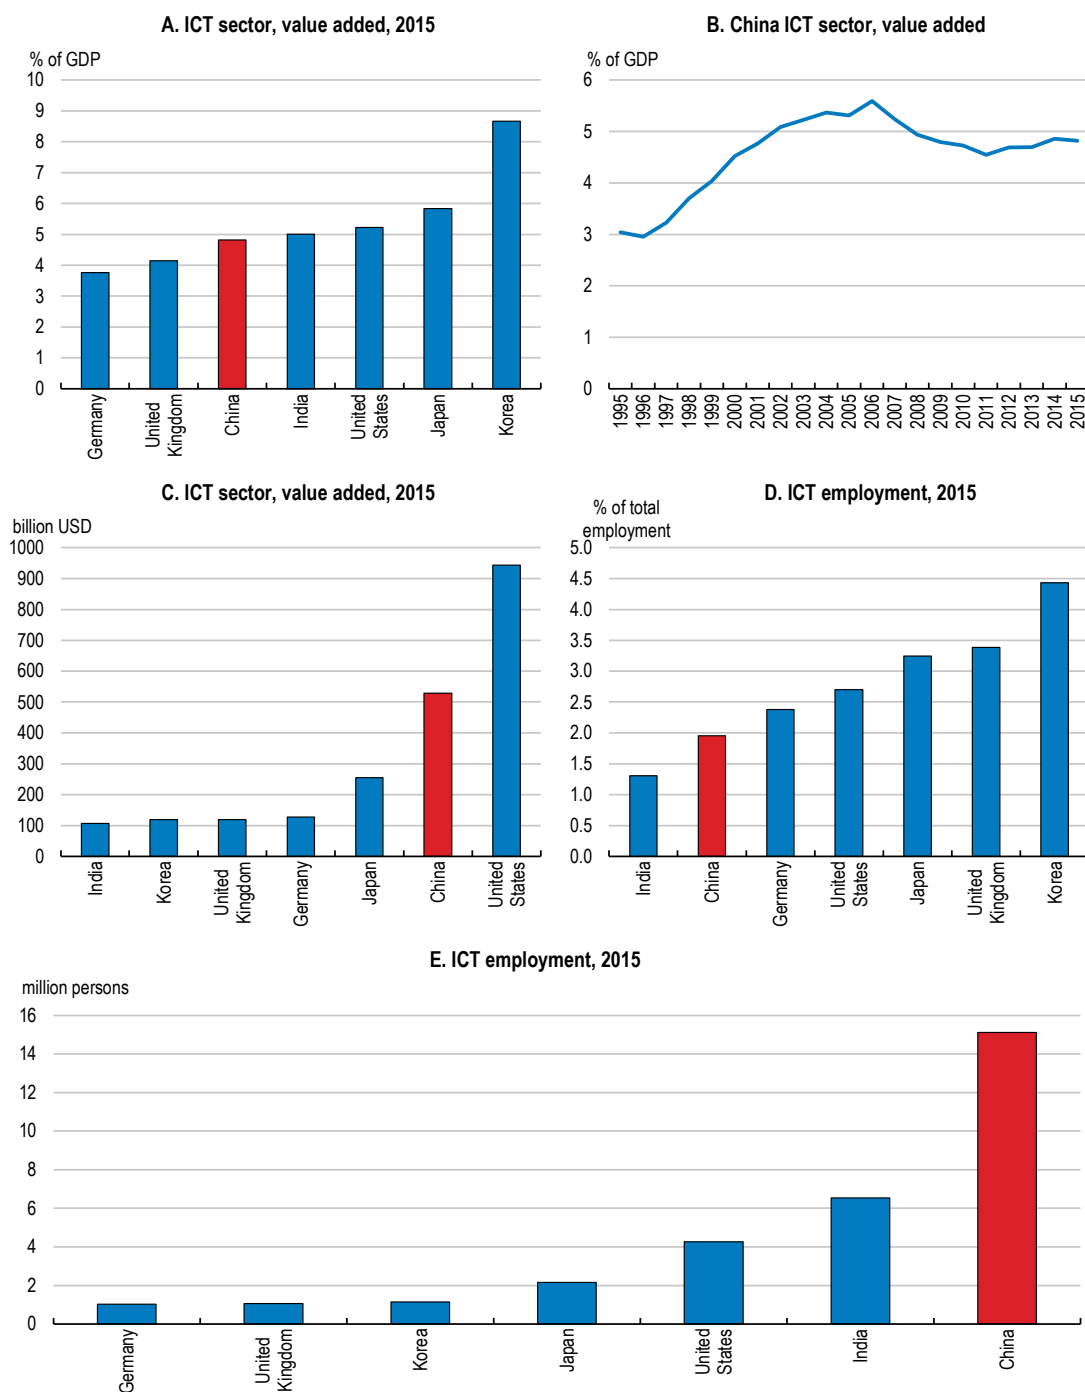 A. ICT sector, value added, 2015
% of GDP
10
9
8
7
6
5
4
3
2
1
0
Germany
United
Kingdom
China
India
United
States
Japan
Korea
B. China ICT sector, value added
% of GDP
6
5
4
3
2
1
0
1995
1996
1997
1998
1999
2000
2001
2002
2003
2004
2005
2006
2007
2008
2009
2010
2011
2012
2013
2014
2015
C. ICT sector, value added, 2015
billion USD
1000
900
800
700
600
500
400
300
200
100
0
India
Korea
United
Kingdom
Germany
Japan
China
United
States
D. ICT employment, 2015
% of total
employment
5.0
4.5
4.0
3.5
3.0
2.5
2.0
1.5
1.0
0.5
0.0
India
China
Germany
United
States
Japan
United
Kingdom
Korea
E. ICT employment, 2015
million persons
16
14
12
10
8
6
4
2
0
Germany
United
Kingdom
Korea
Japan
United
States
India
China